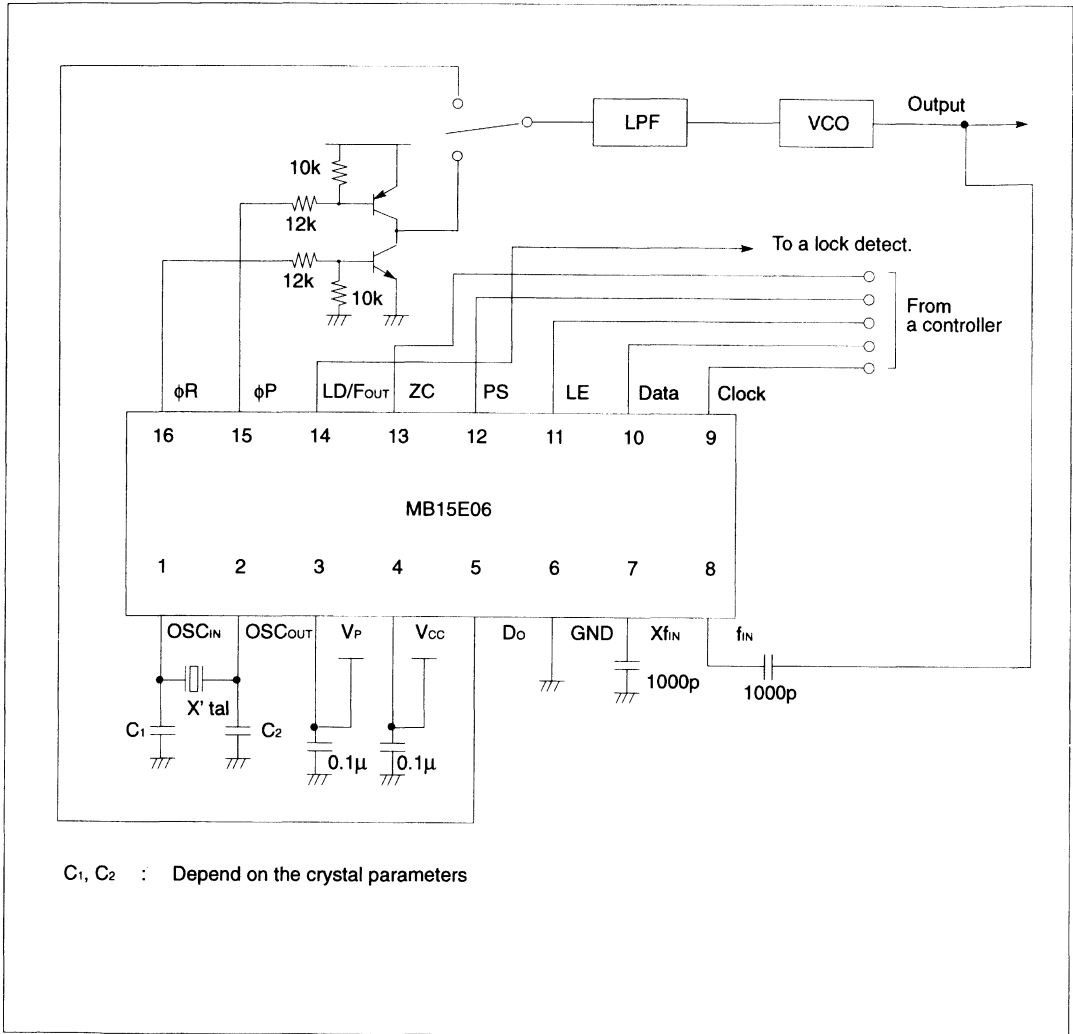 Output
LPF
VCO
10k
12k
To a lock detect.
12k
10k
From
a controller
φR
φP
LD/FOUT
ZC
PS
LE
Data
Clock
16
15
14
13
12
11
10
9
MB15E06
1
2
3
4
5
6
7
8
OSCIN
OSCOUT
VP
VCC
DO
GND
XfIN
fIN
X' tal
1000p
1000p
C1
C2
0.1μ
0.1μ
C1, C2 : Depend on the crystal parameters